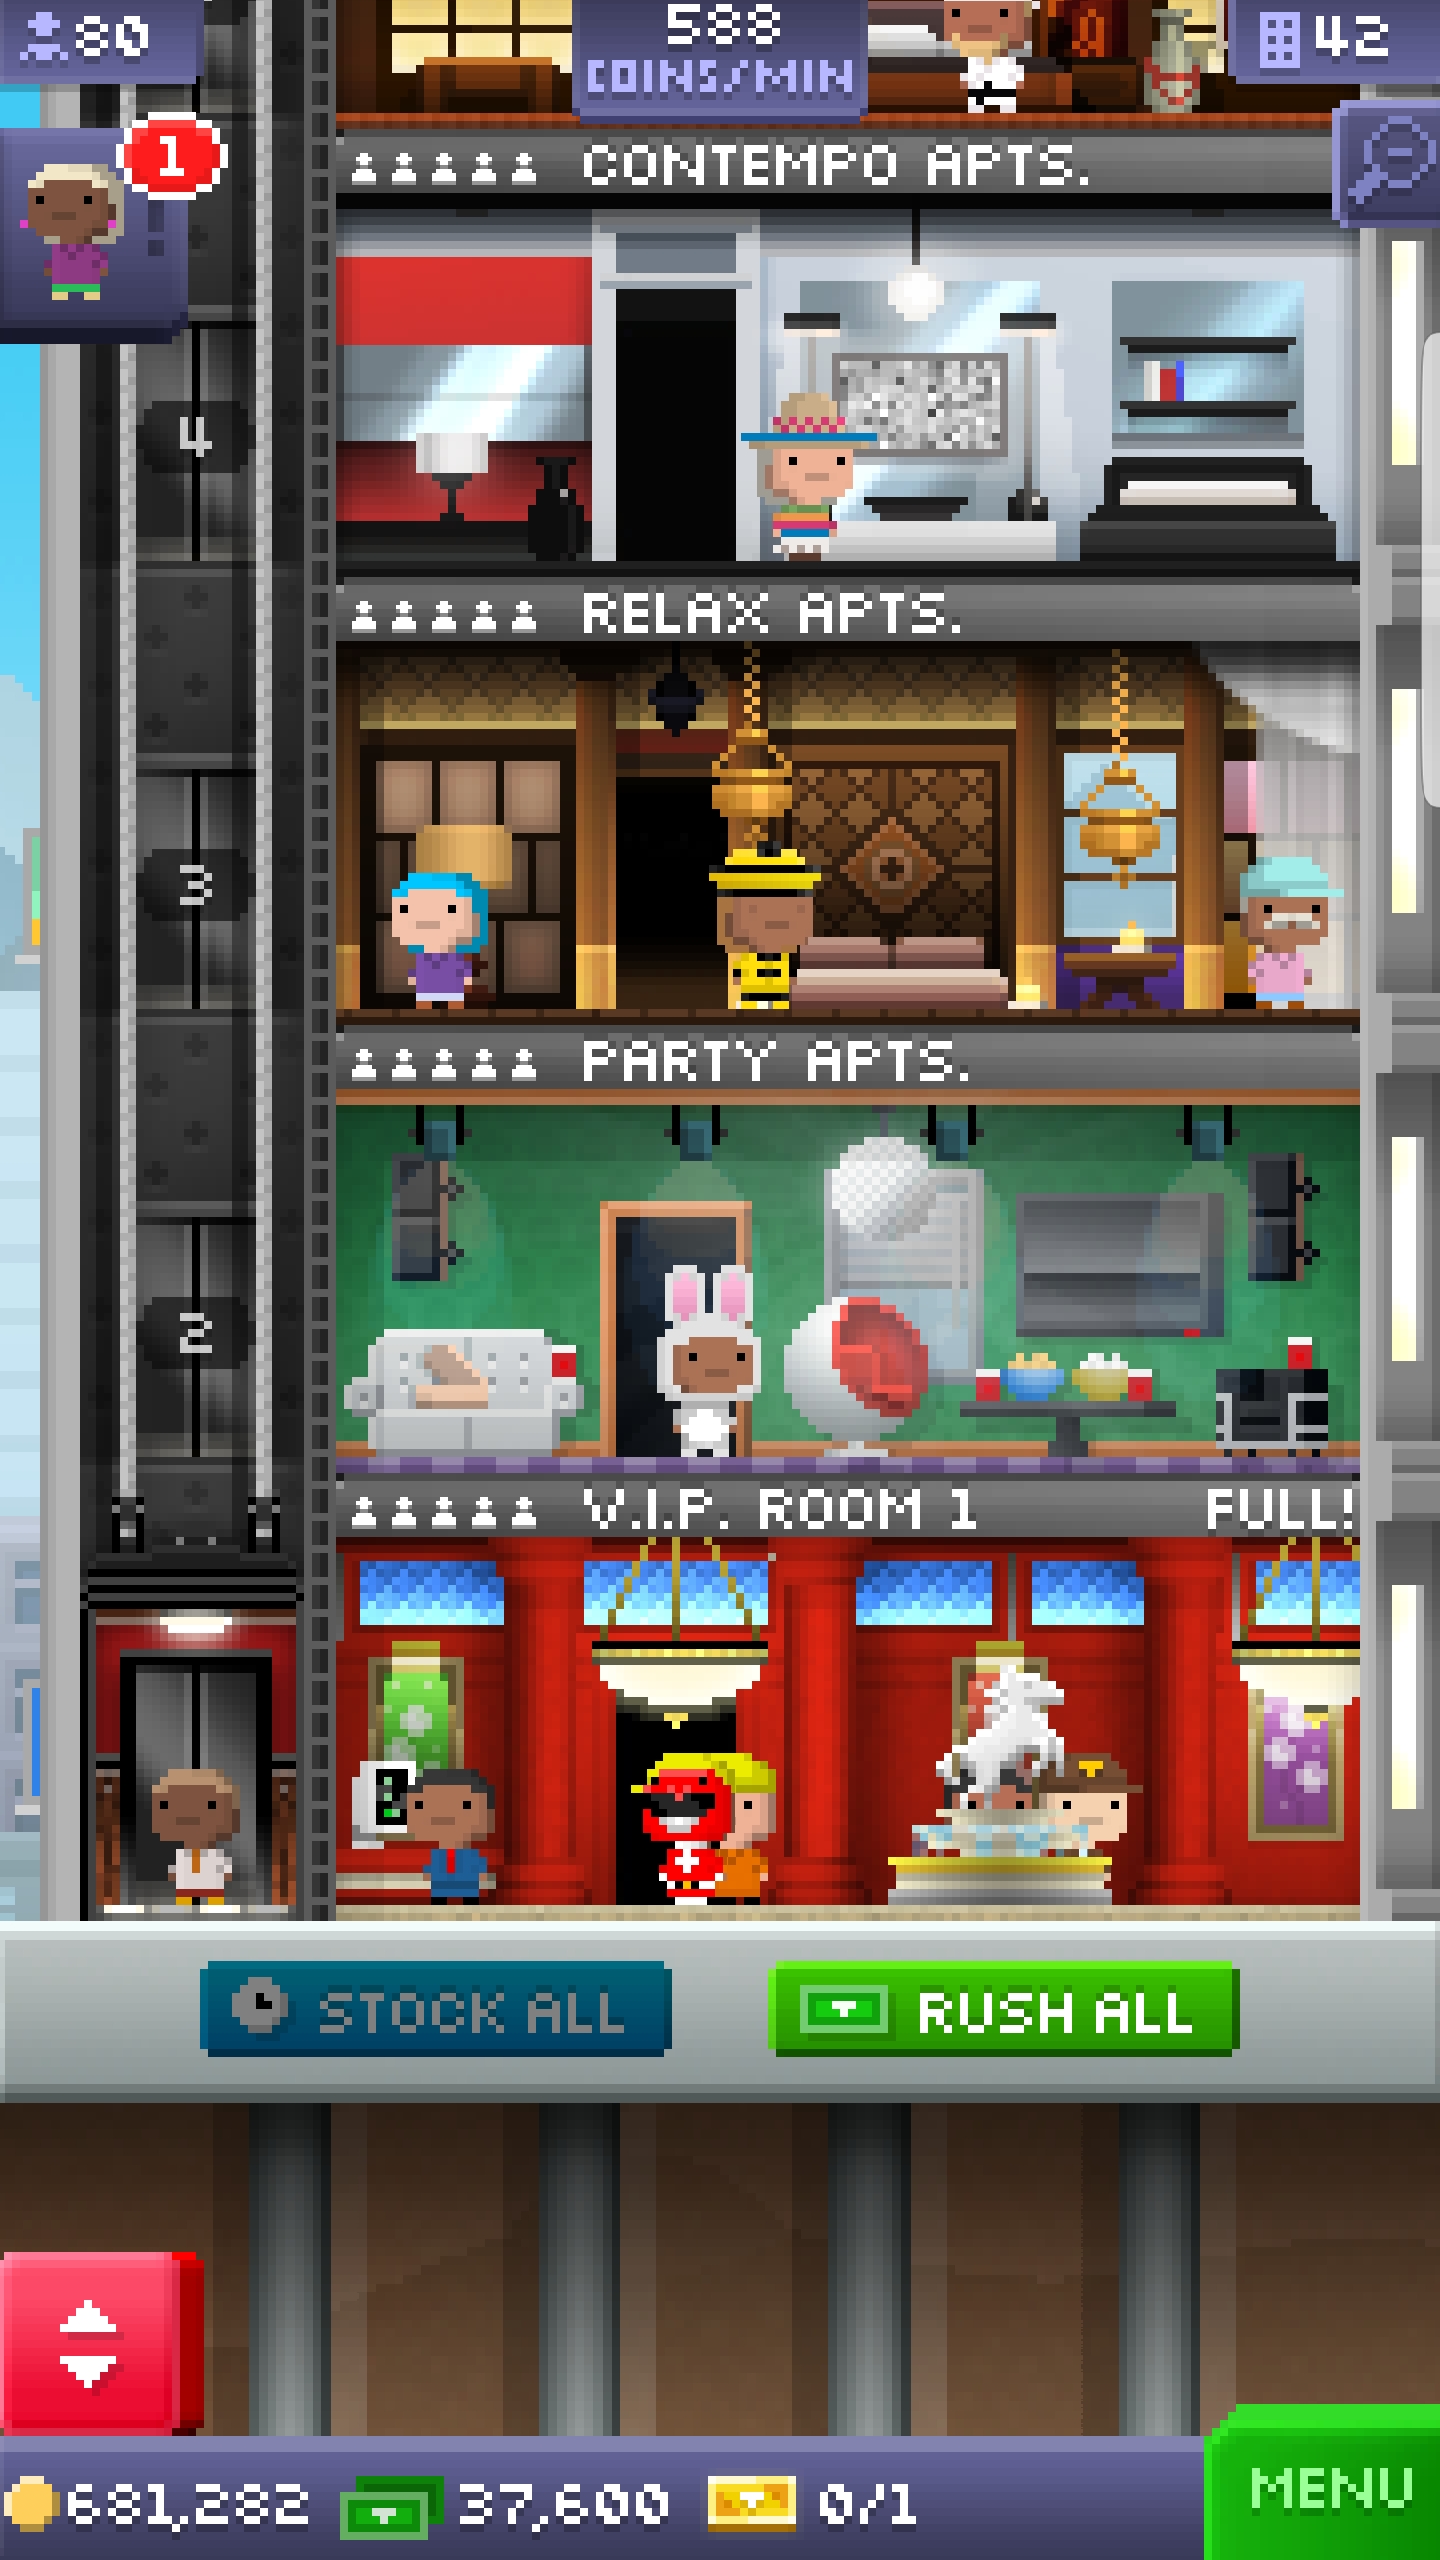 80
588
COINS/MIN
42
1
CONTEMPO APTS.
4
RELAX APTS.
3
PARTY APTS.
2
V.I.P. ROOM 1 FULL!
STOCK ALL
RUSH ALL
681,282
37,600
0/1
MENU